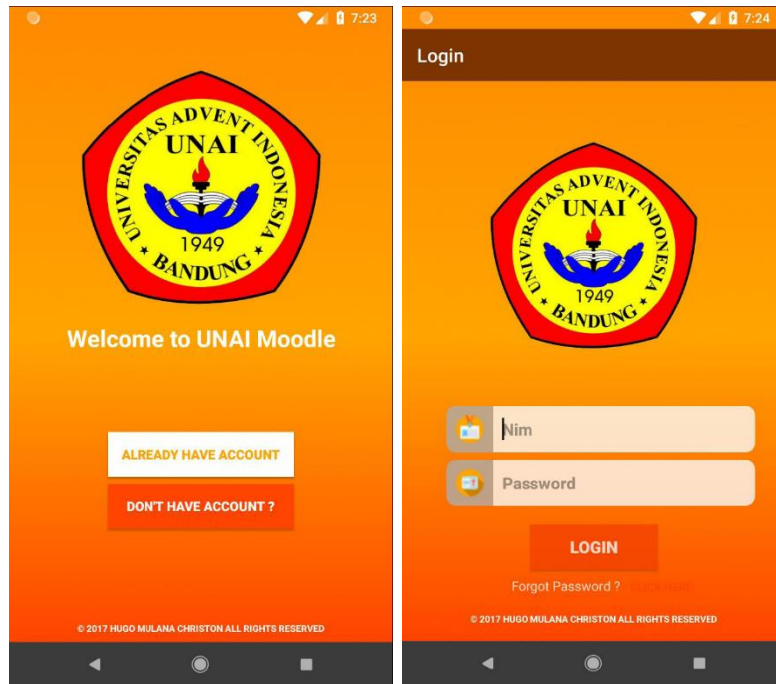 7:23
UNIVERSITAS ADVENT INDONESIA
UNAI
1949
BANDUNG
Welcome to UNAI Moodle
ALREADY HAVE ACCOUNT
DON'T HAVE ACCOUNT ?
© 2017 HUGO MULANA CHRISTON ALL RIGHTS RESERVED
7:24
Login
UNIVERSITAS ADVENT INDONESIA
UNAI
1949
BANDUNG
Nim
Password
LOGIN
Forgot Password ? CLICK HERE
© 2017 HUGO MULANA CHRISTON ALL RIGHTS RESERVED